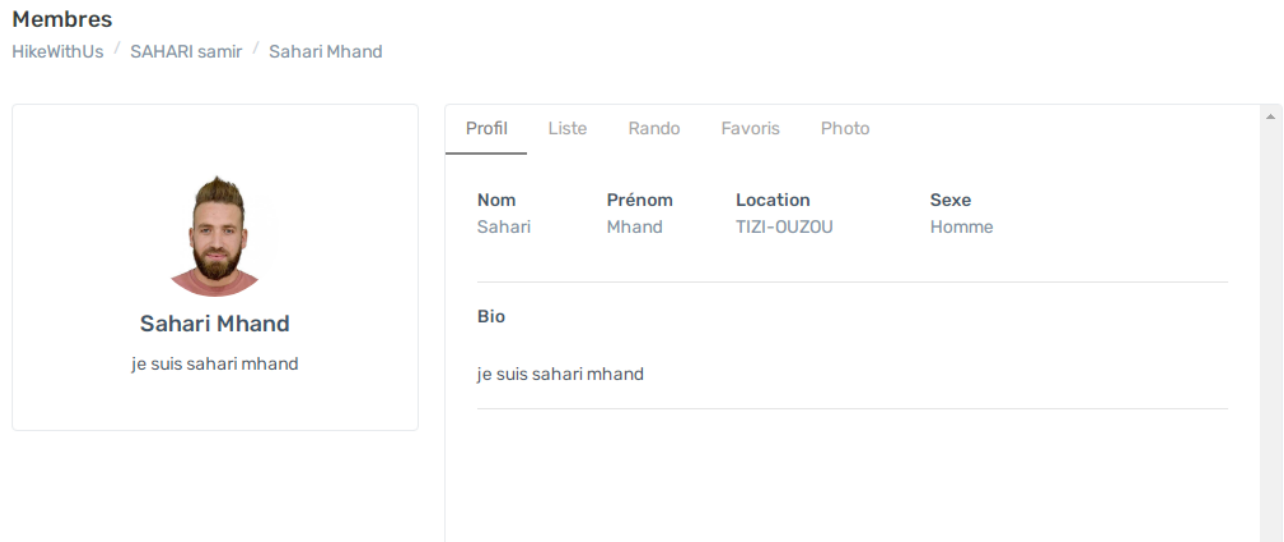 Membres
HikeWithUs / SAHARI samir / Sahari Mhand
Sahari Mhand
je suis sahari mhand
Profil Liste Rando Favoris Photo
Nom Prénom Location Sexe
Sahari Mhand TIZI-OUZOU Homme
Bio
je suis sahari mhand